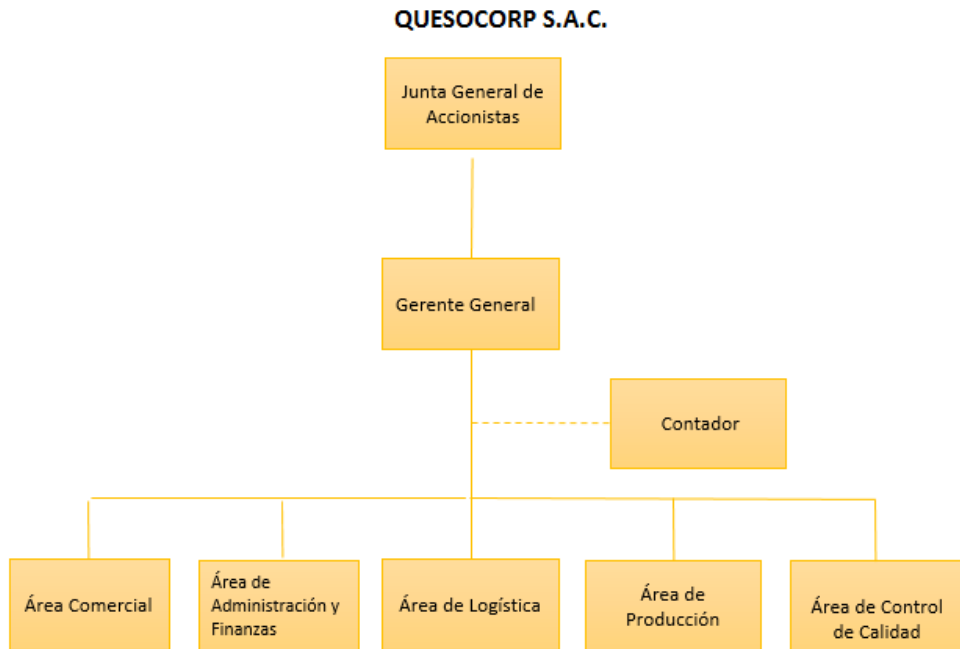 QUESOCORP S.A.C.
Junta General de
Accionistas
Gerente General
Contador
Área Comercial
Área de
Administración y
Finanzas
Área de Logística
Área de
Producción
Área de Control
de Calidad